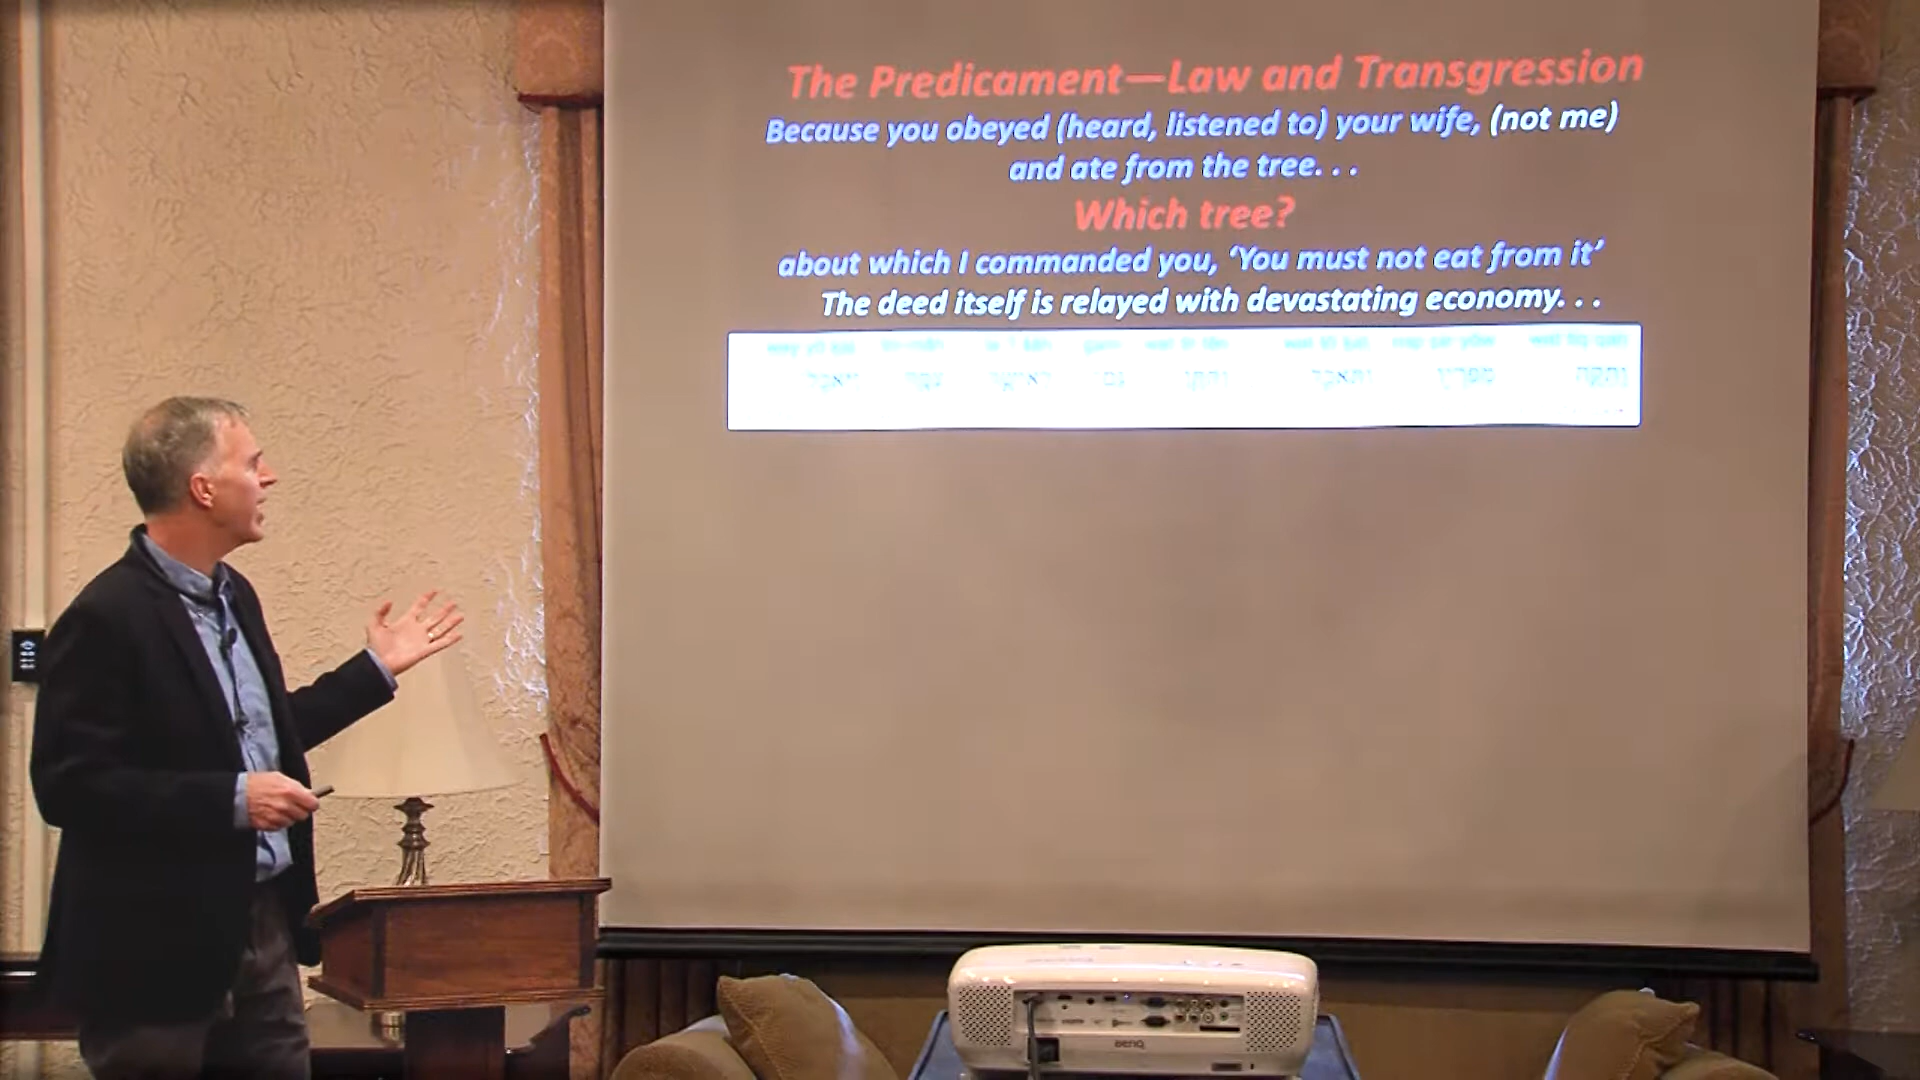 The Predicament—Law and Transgression
Because you obeyed (heard, listened to) your wife, (not me)
and ate from the tree. . .
Which tree?
about which I commanded you, ‘You must not eat from it’
The deed itself is relayed with devastating economy. . .
BenQ